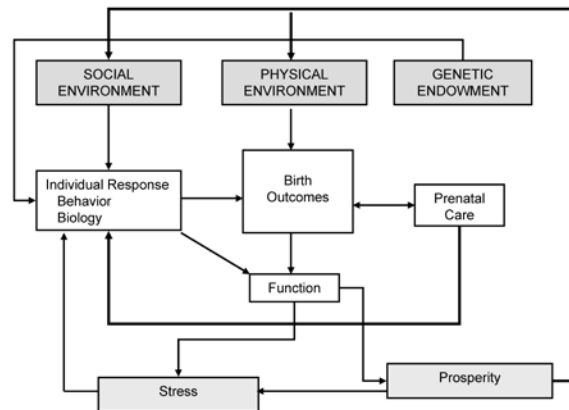 SOCIAL
ENVIRONMENT
PHYSICAL
ENVIRONMENT
GENETIC
ENDOWMENT
Individual Response
Behavior
Biology
Birth
Outcomes
Prenatal
Care
Function
Stress
Prosperity